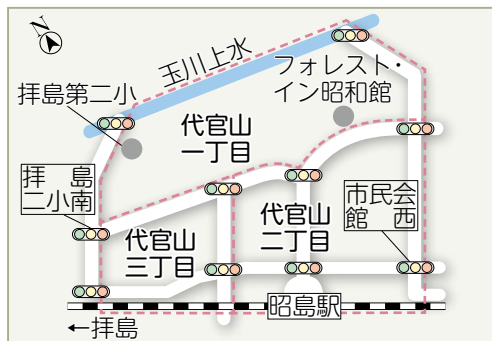 N
玉川上水
フォレスト・
イン昭和館
拝島第二小
代官山
一丁目
拝島
二小南
市民会
館西
代官山
二丁目
代官山
三丁目
昭島駅
←拝島